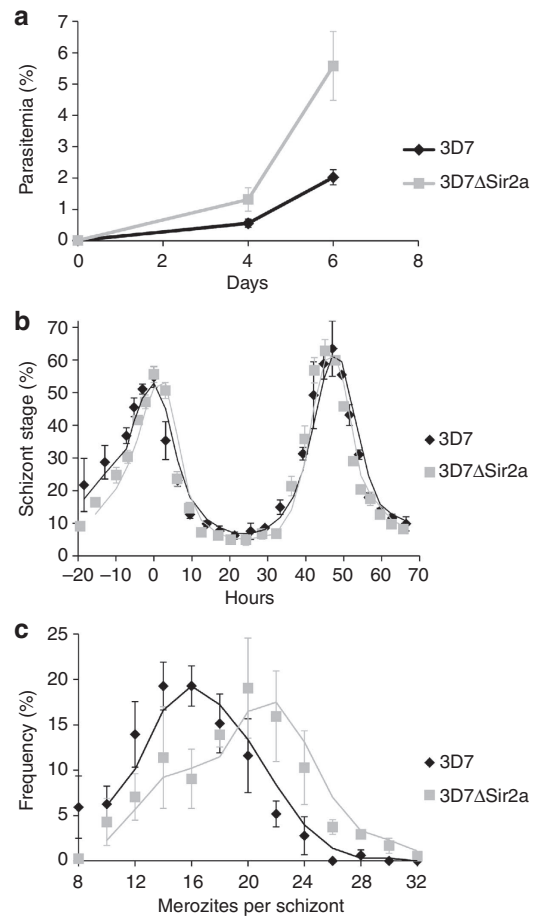 a
7
6
5
4
3
2
1
0
Parasitemia (%)
0 2 4 6 8
Days
3D7
3D7ΔSir2a
b
70
60
50
40
30
20
10
0
Schizont stage (%)
–20 –10 0 10 20 30 40 50 60 70
Hours
3D7
3D7ΔSir2a
c
25
20
15
10
5
0
Frequency (%)
8 12 16 20 24 28 32
Merozites per schizont
3D7
3D7ΔSir2a